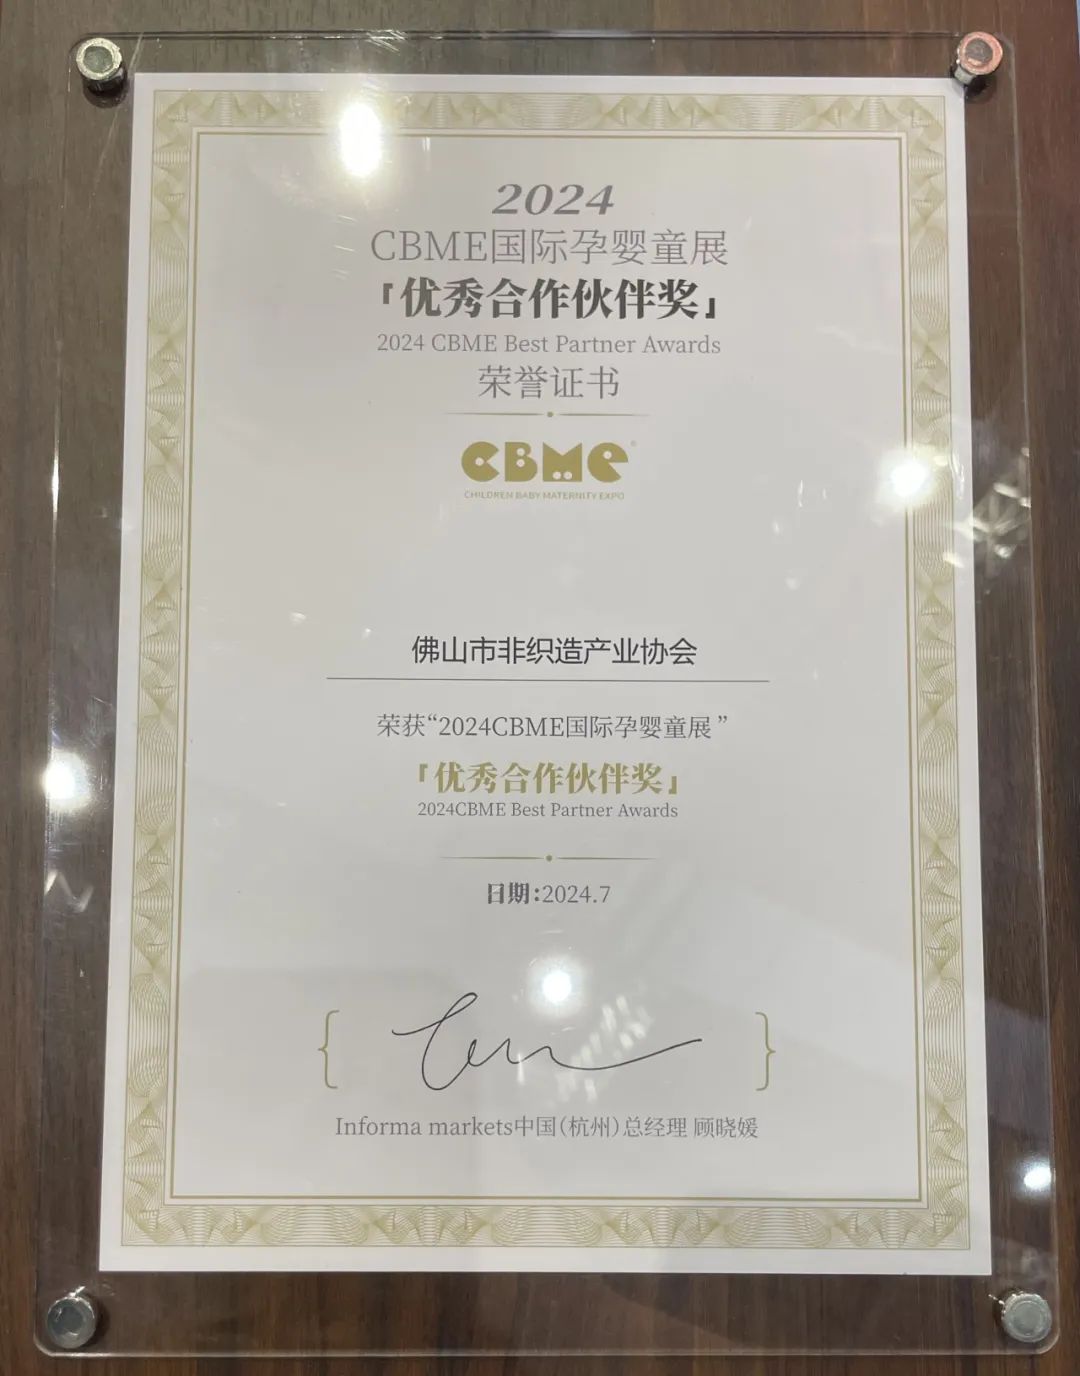 2024
CBME国际孕婴童展
「优秀合作伙伴奖」
2024 CBME Best Partner Awards
荣誉证书
CBME®
CHILDREN BABY MATERNITY EXPO
佛山市非织造产业协会
荣获“2024CBME国际孕婴童展”
「优秀合作伙伴奖」
2024CBME Best Partner Awards
日期:2024.7
Informa markets中国(杭州)总经理 顾晓媛